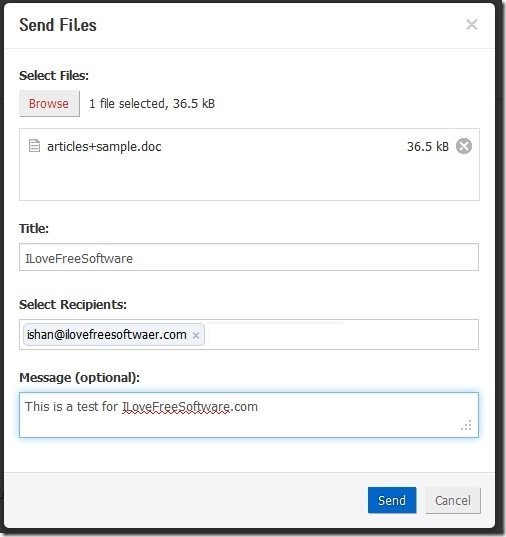 Send Files
Select Files:
Browse 1 file selected, 36.5 kB
articles+sample.doc 36.5 kB
Title:
ILoveFreeSoftware
Select Recipients:
ishan@ilovefreesoftwaer.com ×
Message (optional):
This is a test for ILoveFreeSoftware.com
Send Cancel